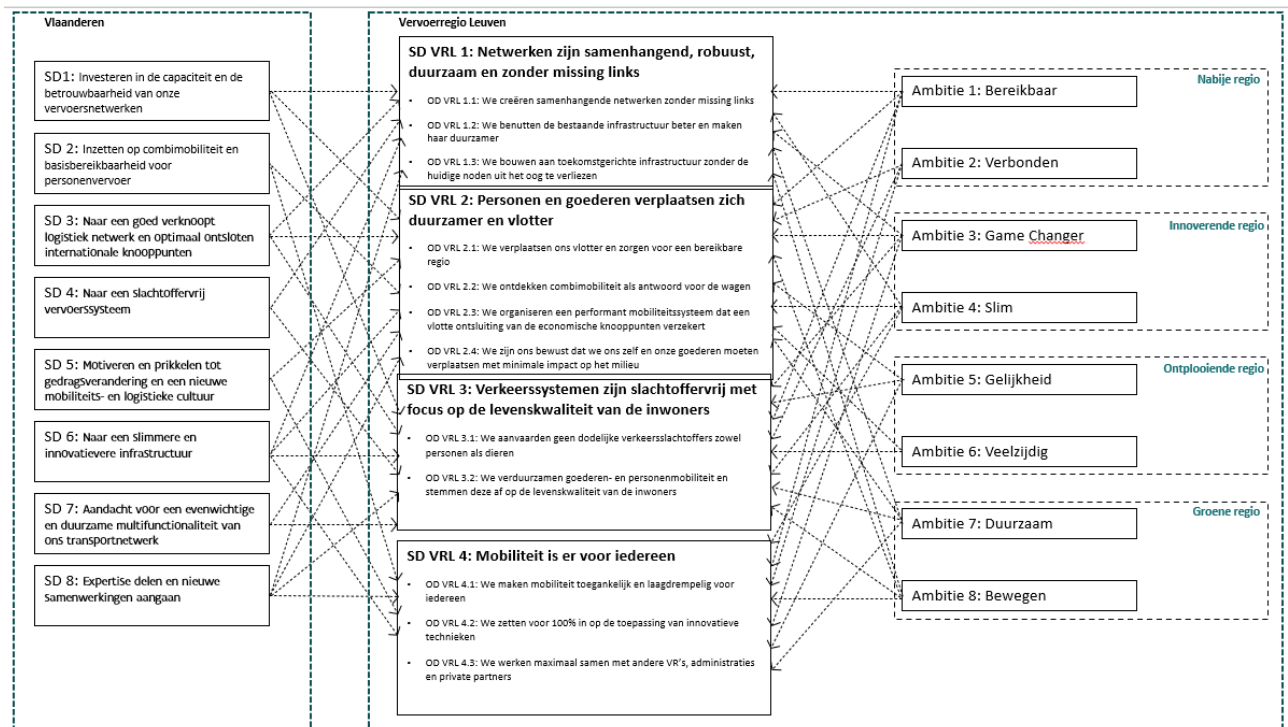 Vlaanderen
SD1: Investeren in de capaciteit en de
betrouwbaarheid van onze
vervoersnetwerken
SD 2: Inzetten op combimobiliteit en
basisbereikbaarheid voor
personenvervoer
SD 3: Naar een goed verknoopt
logistiek netwerk en optimaal ontsloten
internationale knooppunten
SD 4: Naar een slachtoffervrij
vervoerssysteem
SD 5: Motiveren en prikkelen tot
gedragsverandering en een nieuwe
mobiliteits- en logistieke cultuur
SD 6: Naar een slimmere en
innovatievere infrastructuur
SD 7: Aandacht voor een evenwichtige
en duurzame multifunctionaliteit van
ons transportnetwerk
SD 8: Expertise delen en nieuwe
samenwerkingen aangaan
Vervoerregio Leuven
SD VRL 1: Netwerken zijn samenhangend, robuust,
duurzaam en zonder missing links
• OD VRL 1.1: We creëren samenhangende netwerken zonder missing links
• OD VRL 1.2: We benutten de bestaande infrastructuur beter en maken
haar duurzamer
• OD VRL 1.3: We bouwen aan toekomstgerichte infrastructuur zonder de
huidige noden uit het oog te verliezen
SD VRL 2: Personen en goederen verplaatsen zich
duurzamer en vlotter
• OD VRL 2.1: We verplaatsen ons vlotter en zorgen voor een bereikbare
regio
• OD VRL 2.2: We ontdekken combimobiliteit als antwoord voor de wagen
• OD VRL 2.3: We organiseren een performant mobiliteitssysteem dat een
vlotte ontsluiting van de economische knooppunten verzekert
• OD VRL 2.4: We zijn ons bewust dat we ons zelf en onze goederen moeten
verplaatsen met minimale impact op het milieu
SD VRL 3: Verkeerssystemen zijn slachtoffervrij met
focus op de levenskwaliteit van de inwoners
• OD VRL 3.1: We aanvaarden geen dodelijke verkeersslachtoffers zowel
personen als dieren
• OD VRL 3.2: We verduurzamen goederen- en personenmobiliteit en
stemmen deze af op de levenskwaliteit van de inwoners
SD VRL 4: Mobiliteit is er voor iedereen
• OD VRL 4.1: We maken mobiliteit toegankelijk en laagdrempelig voor
iedereen
• OD VRL 4.2: We zetten voor 100% in op de toepassing van innovatieve
technieken
• OD VRL 4.3: We werken maximaal samen met andere VR's, administraties
en private partners
Nabije regio
Ambitie 1: Bereikbaar
Ambitie 2: Verbonden
Innoverende regio
Ambitie 3: Game Changer
Ambitie 4: Slim
Ontplooiende regio
Ambitie 5: Gelijkheid
Ambitie 6: Veelzijdig
Groene regio
Ambitie 7: Duurzaam
Ambitie 8: Bewegen